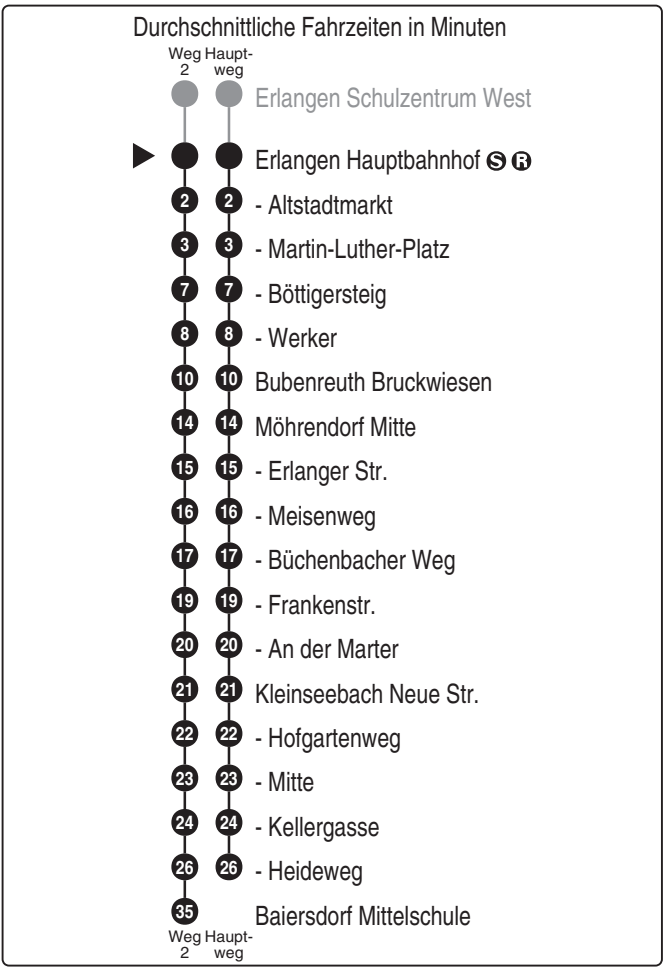 Durchschnittliche Fahrzeiten in Minuten
Weg Haupt-
2 weg
Erlangen Schulzentrum West
Erlangen Hauptbahnhof S R
2 2 - Altstadtmarkt
3 3 - Martin-Luther-Platz
7 7 - Böttigersteig
8 8 - Werker
10 10 Bubenreuth Bruckwiesen
14 14 Möhrendorf Mitte
15 15 - Erlanger Str.
16 16 - Meisenweg
17 17 - Büchenbacher Weg
19 19 - Frankenstr.
20 20 - An der Marter
21 21 Kleinseebach Neue Str.
22 22 - Hofgartenweg
23 23 - Mitte
24 24 - Kellergasse
26 26 - Heideweg
35 Baiersdorf Mittelschule
Weg Haupt-
2 weg